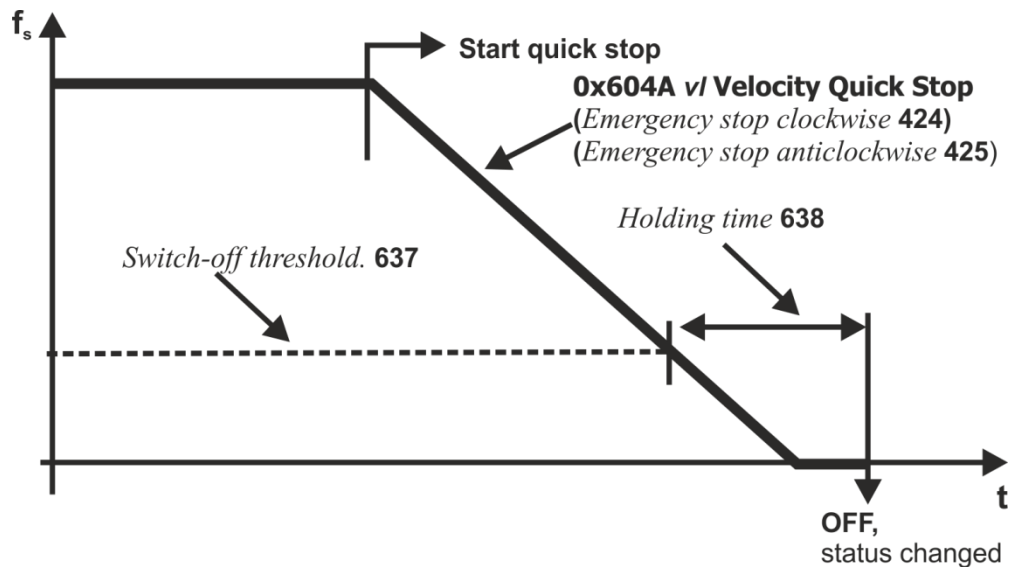 fs
Start quick stop
0x604A vl Velocity Quick Stop
(Emergency stop clockwise 424)
(Emergency stop anticlockwise 425)
Holding time 638
Switch-off threshold. 637
t
OFF,
status changed